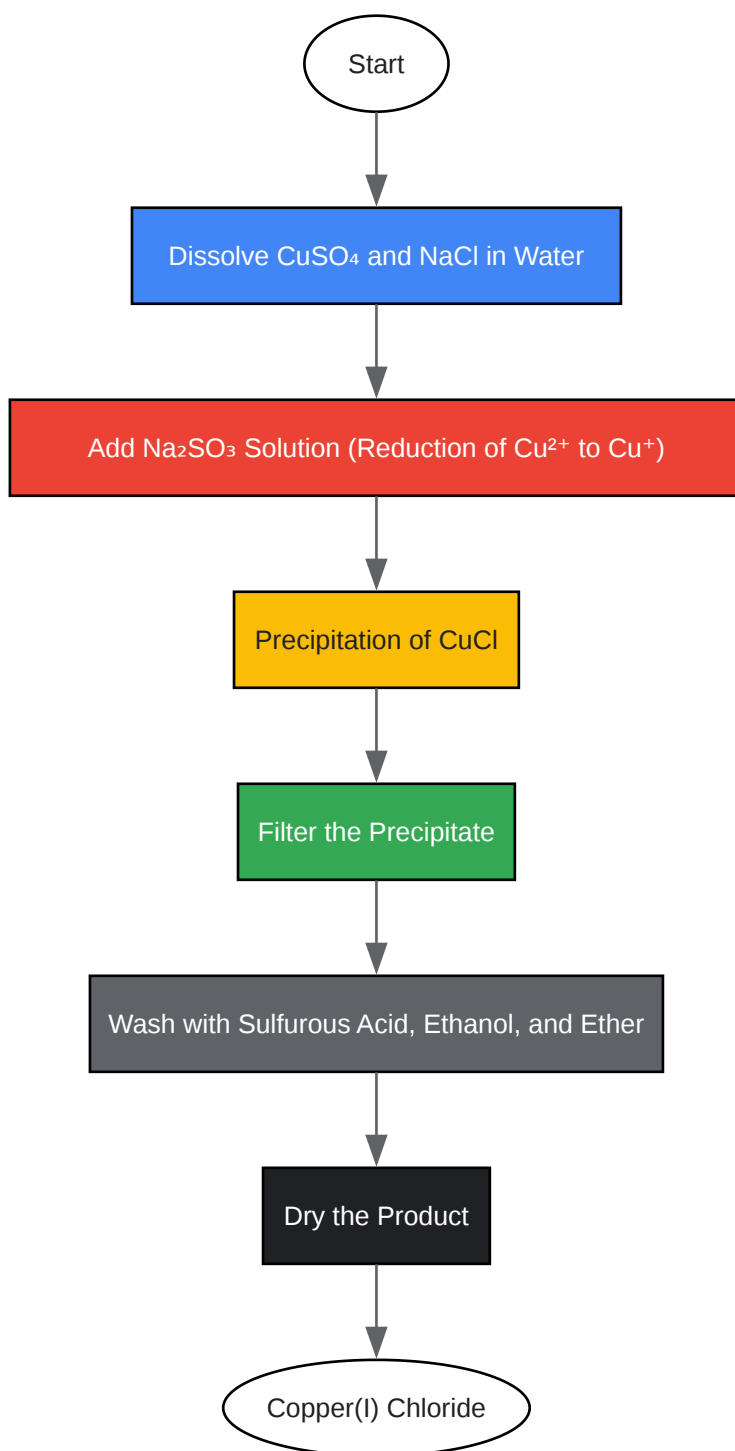 Start
Dissolve CuSO₄ and NaCl in Water
Add Na₂SO₃ Solution (Reduction of Cu²⁺ to Cu⁺)
Precipitation of CuCl
Filter the Precipitate
Wash with Sulfurous Acid, Ethanol, and Ether
Dry the Product
Copper(I) Chloride